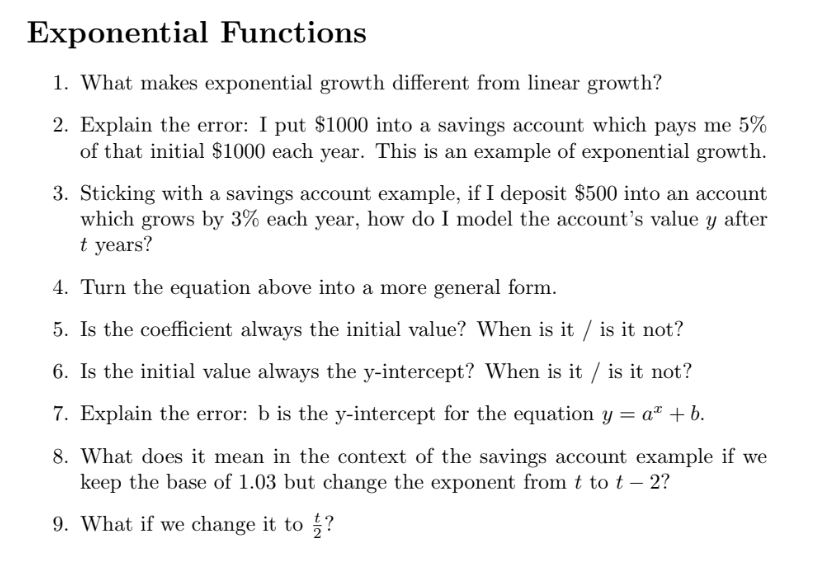 Exponential Functions
1. What makes exponential growth different from linear growth?
2. Explain the error: I put $1000 into a savings account which pays me 5%
of that initial $1000 each year. This is an example of exponential growth.
3. Sticking with a savings account example, if I deposit $500 into an account
which grows by 3% each year, how do I model the account's value y after
t years?
4. Turn the equation above into a more general form.
5. Is the coefficient always the initial value? When is it / is it not?
6. Is the initial value always the y-intercept? When is it / is it not?
7. Explain the error: b is the y-intercept for the equation y = aˣ + b.
8. What does it mean in the context of the savings account example if we
keep the base of 1.03 but change the exponent from t to t − 2?
9. What if we change it to t/2?